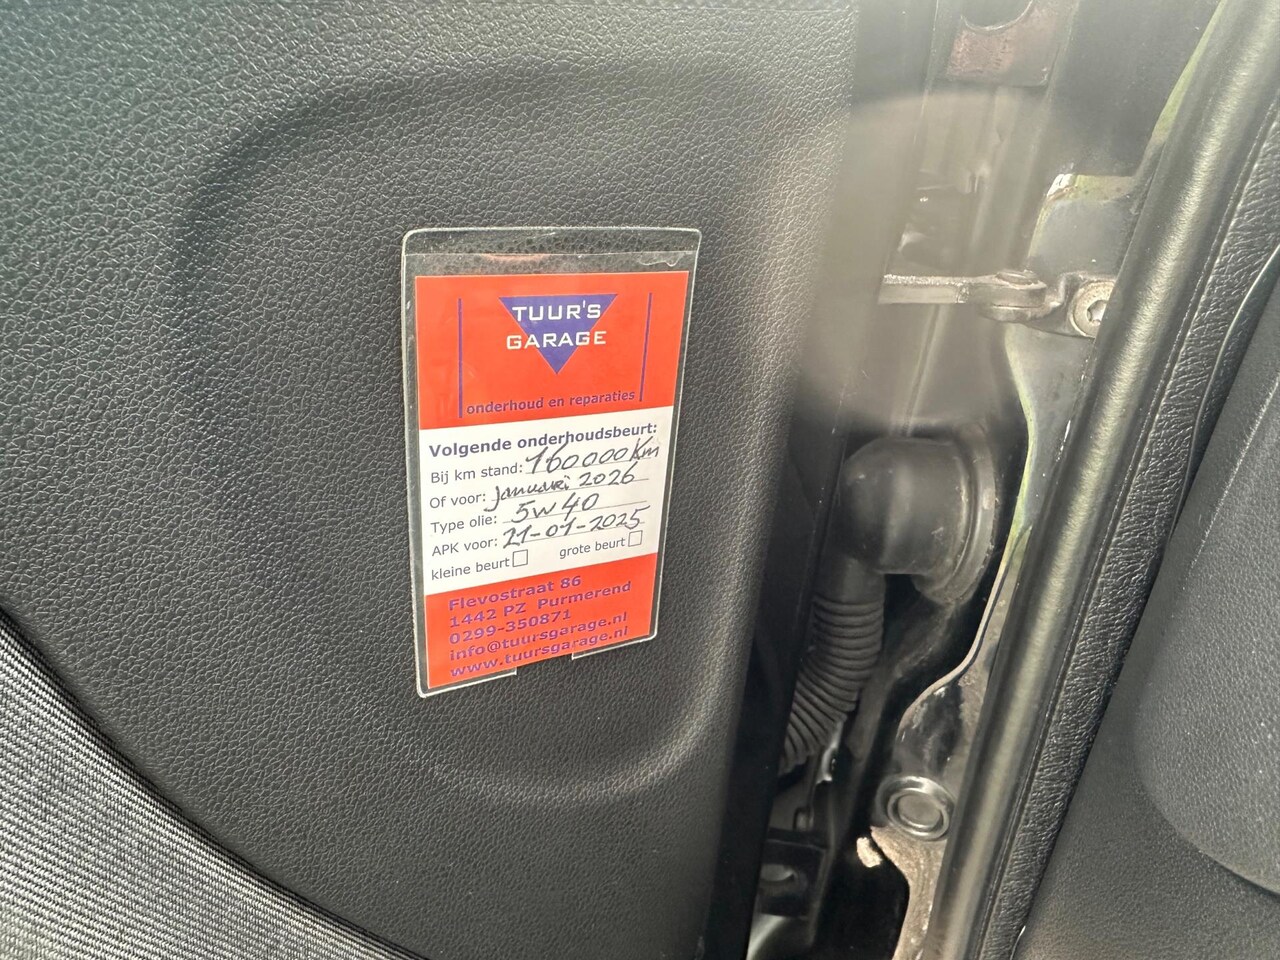 TUUR'S
GARAGE
onderhoud en reparaties
Volgende onderhoudsbeurt:
Bij km stand: 160000 Km
Of voor: januari 2026
Type olie: 5W40
APK voor: 21-01-2025
kleine beurt grote beurt
Flevostraat 86
1442 PZ Purmerend
0299-350871
info@tuursgarage.nl
www.tuursgarage.nl